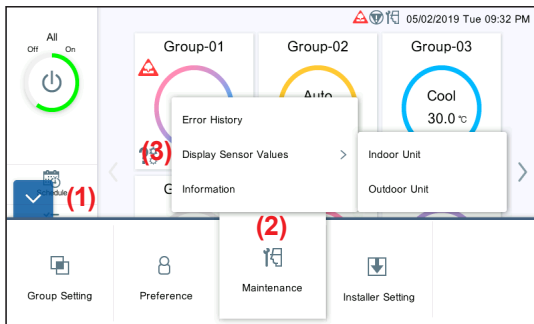 05/02/2019 Tue 09:32 PM
All
Off
On
Group-01
Group-02
Group-03
Auto
Cool
30.0 ℃
Error History
(3)
Display Sensor Values >
Indoor Unit
Information
Outdoor Unit
Schedule
(1)
G
(2)
Group Setting
Preference
Maintenance
Installer Setting